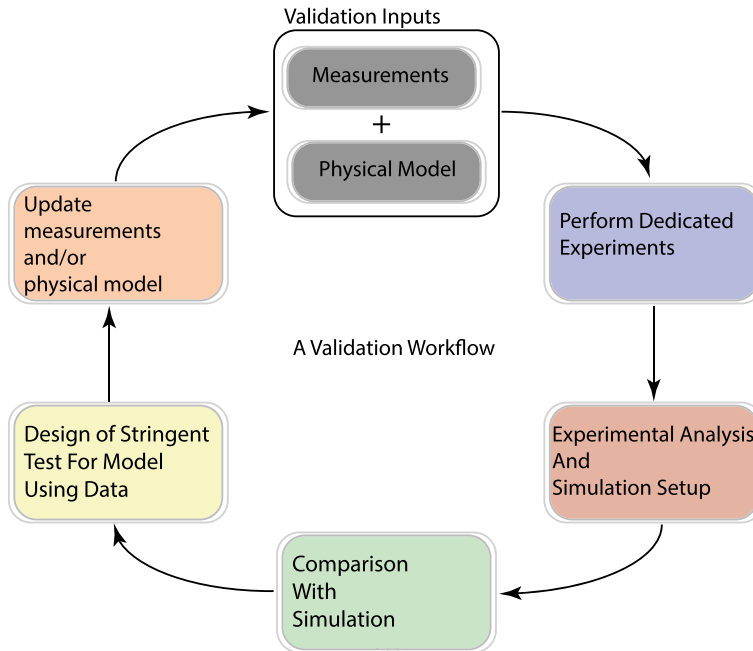 Validation Inputs
Measurements
+
Physical Model
Perform Dedicated
Experiments
Experimental Analysis
And
Simulation Setup
Comparison
With
Simulation
Design of Stringent
Test For Model
Using Data
Update
measurements
and/or
physical model
A Validation Workflow